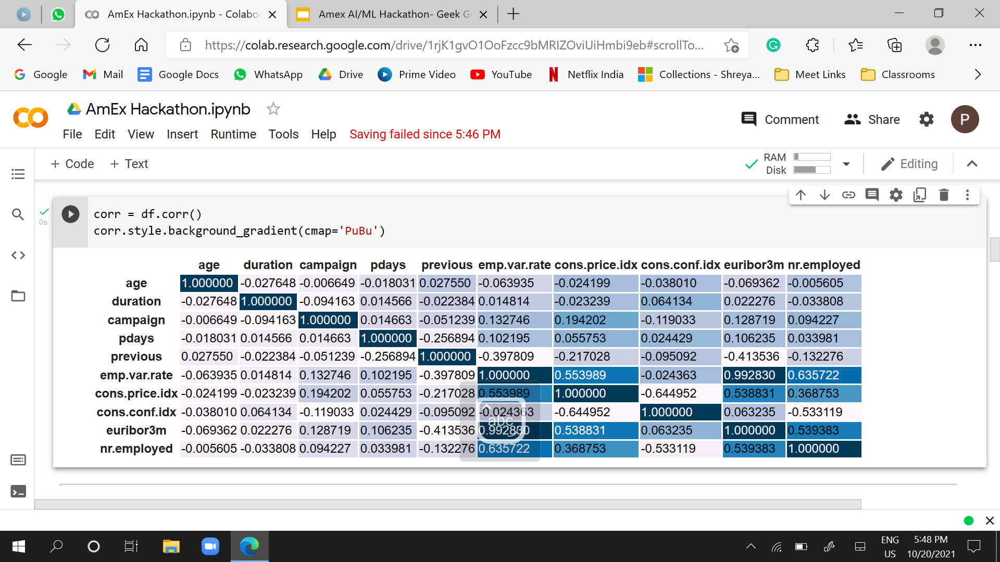 AmEx Hackathon.ipynb - Colabo
Amex AI/ML Hackathon- Geek G
https://colab.research.google.com/drive/1rjK1gvO1OoFzcc9bMRIZOviUiHmbi9eb#scrollTo...
Google Mail Google Docs WhatsApp Drive Prime Video YouTube Netflix India Collections - Shreya... Meet Links Classrooms
AmEx Hackathon.ipynb
Comment Share P
File Edit View Insert Runtime Tools Help Saving failed since 5:46 PM
+ Code + Text
RAM
Disk
Editing
0s
corr = df.corr()
corr.style.background_gradient(cmap='PuBu')
age duration campaign pdays previous emp.var.rate cons.price.idx cons.conf.idx euribor3m nr.employed
age 1.000000 -0.027648 -0.006649 -0.018031 0.027550 -0.063935 -0.024199 -0.038010 -0.069362 -0.005605
duration -0.027648 1.000000 -0.094163 0.014566 -0.022384 0.014814 -0.023239 0.064134 0.022276 -0.033808
campaign -0.006649 -0.094163 1.000000 0.014663 -0.051239 0.132746 0.194202 -0.119033 0.128719 0.094227
pdays -0.018031 0.014566 0.014663 1.000000 -0.256894 0.102195 0.055753 0.024429 0.106235 0.033981
previous 0.027550 -0.022384 -0.051239 -0.256894 1.000000 -0.397809 -0.217028 -0.095092 -0.413536 -0.132276
emp.var.rate -0.063935 0.014814 0.132746 0.102195 -0.397809 1.000000 0.553989 -0.024363 0.992830 0.635722
cons.price.idx -0.024199 -0.023239 0.194202 0.055753 -0.217028 0.553989 1.000000 -0.644952 0.538831 0.368753
cons.conf.idx -0.038010 0.064134 -0.119033 0.024429 -0.095092 -0.024363 -0.644952 1.000000 0.063235 -0.533119
abc
euribor3m -0.069362 0.022276 0.128719 0.106235 -0.413536 0.992830 0.538831 0.063235 1.000000 0.539383
nr.employed -0.005605 -0.033808 0.094227 0.033981 -0.132276 0.635722 0.368753 -0.533119 0.539383 1.000000
ENG
US
5:48 PM
10/20/2021